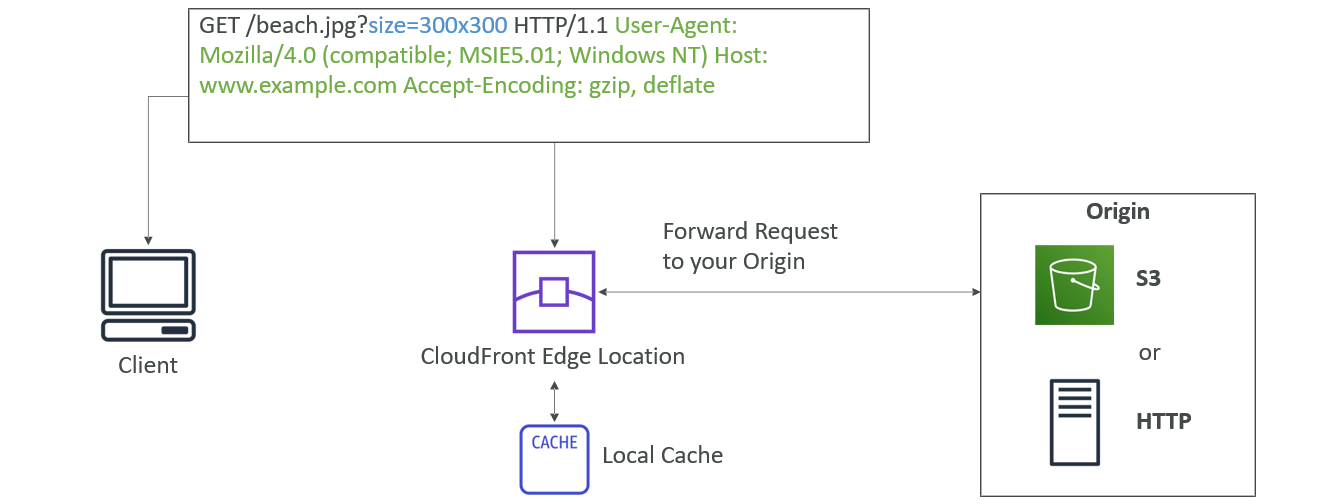 GET /beach.jpg?size=300x300 HTTP/1.1 User-Agent:
Mozilla/4.0 (compatible; MSIE5.01; Windows NT) Host:
www.example.com Accept-Encoding: gzip, deflate
Origin
Forward Request
to your Origin
S3
or
HTTP
Client
CloudFront Edge Location
CACHE
Local Cache